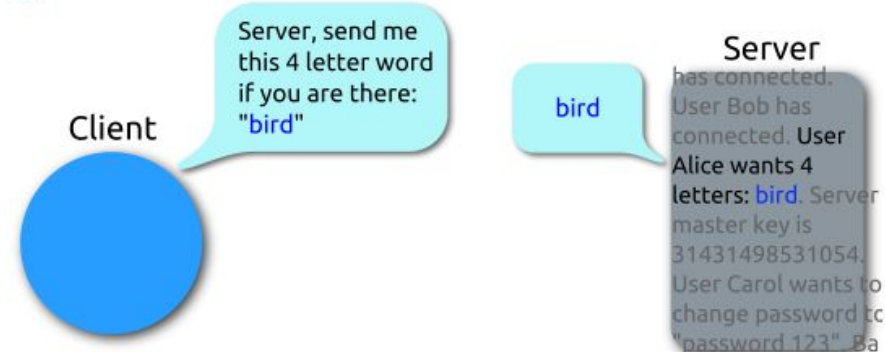 Server, send me
this 4 letter word
if you are there:
"bird"
Client
bird
Server
has connected.
User Bob has
connected. User
Alice wants 4
letters: bird. Server
master key is
31431498531054.
User Carol wants to
change password to
"password 123". Ba